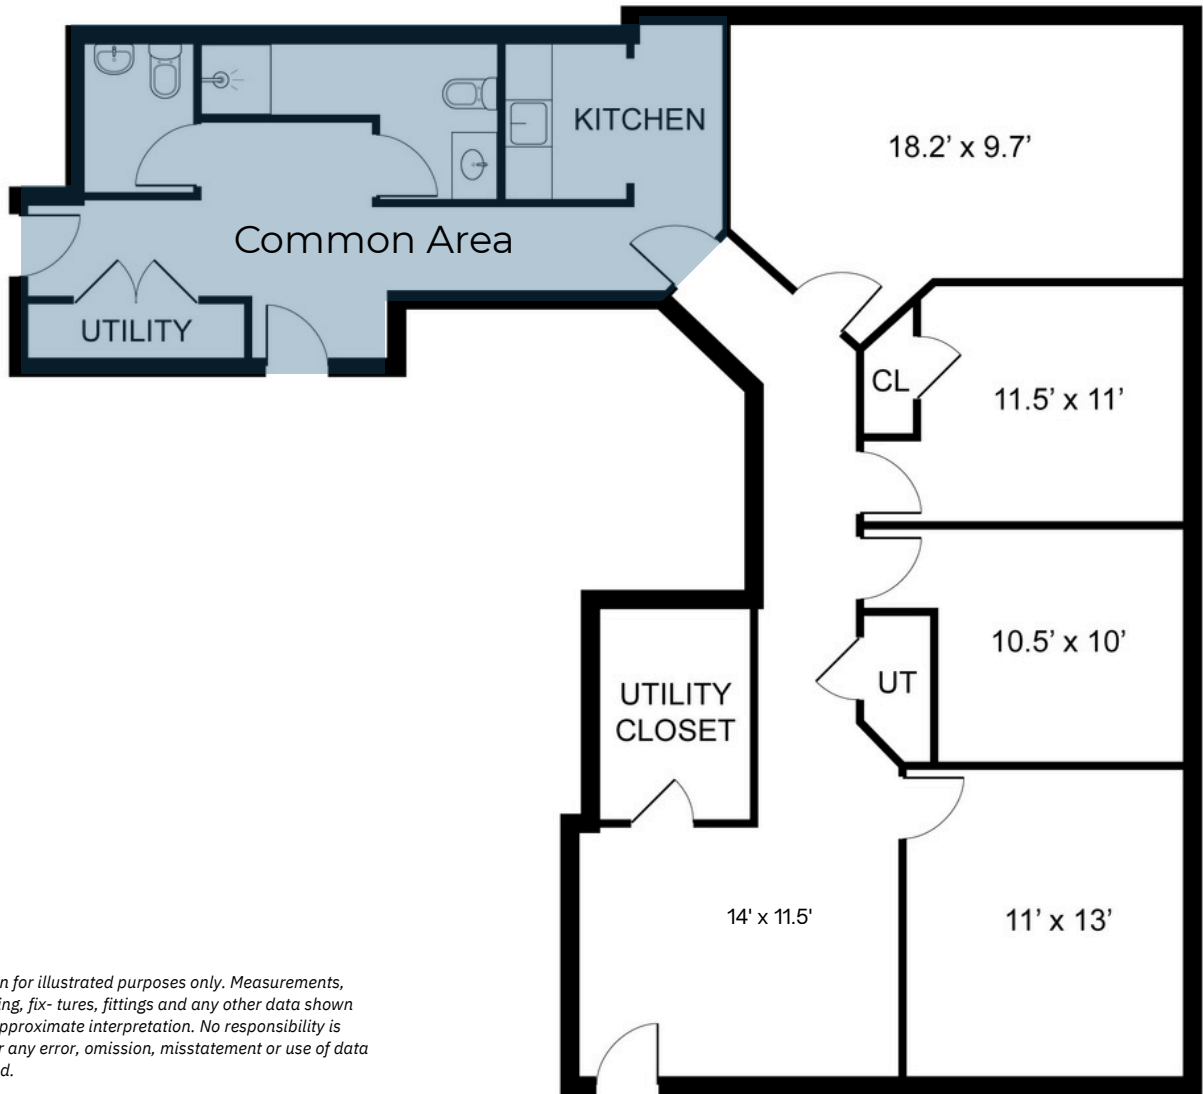 KITCHEN
18.2’ x 9.7’
Common Area
UTILITY
CL
11.5’ x 11’
10.5’ x 10’
UT
UTILITY
CLOSET
14' x 11.5'
11’ x 13’
for illustrated purposes only. Measurements,
fix- tures, fittings and any other data shown
interpretation. No responsibility is
any error, omission, misstatement or use of data